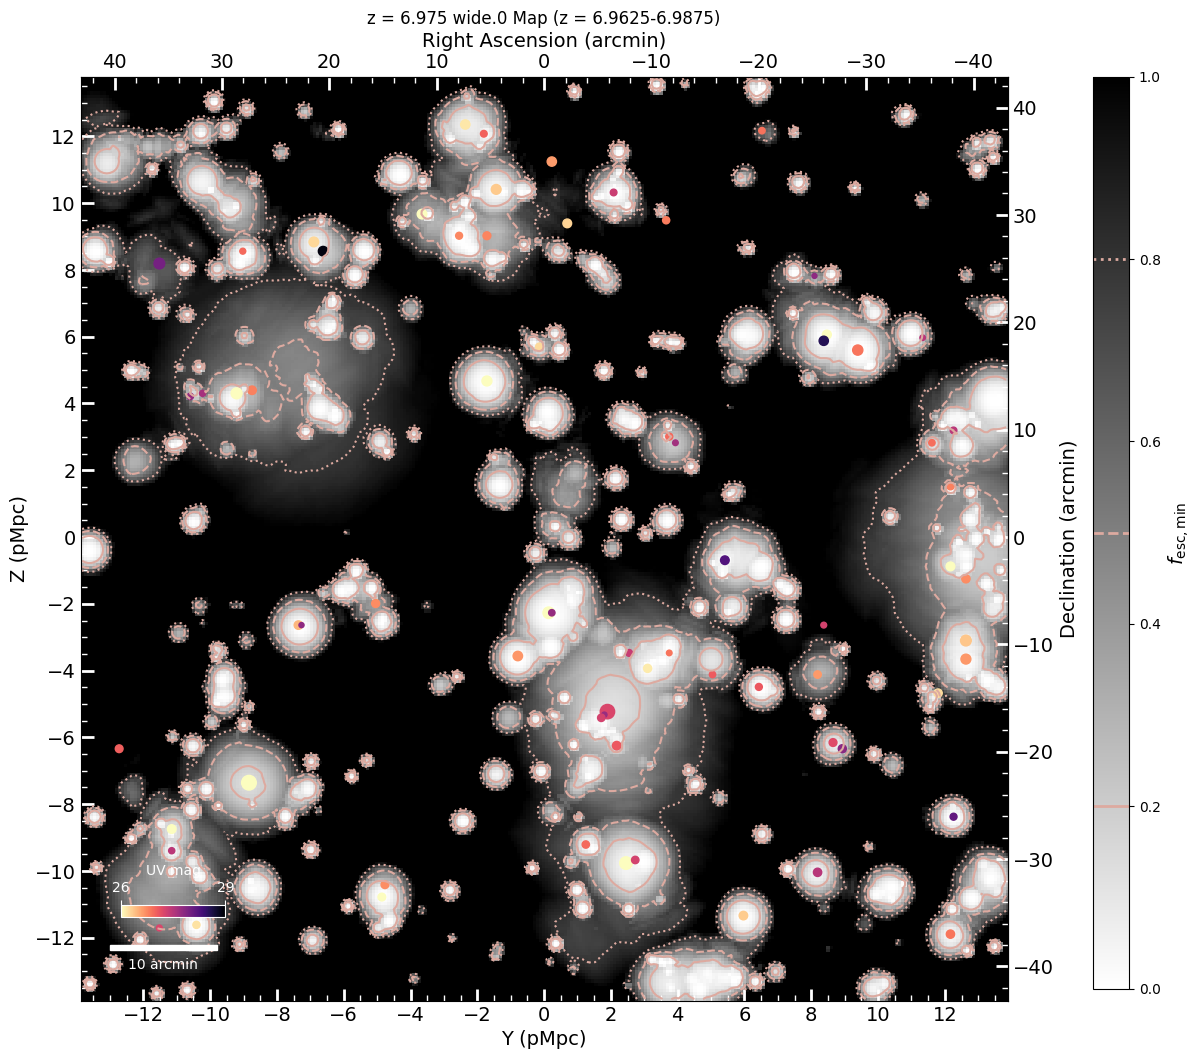 z = 6.975 wide.0 Map (z = 6.9625-6.9875)
Right Ascension (arcmin)
40 30 20 10 0 −10 −20 −30 −40
12
10
8
6
4
2
0
−2
−4
−6
−8
−10
−12
Z (pMpc)
40
30
20
10
0
−10
−20
−30
−40
Declination (arcmin)
1.0
0.8
0.6
0.4
0.2
0.0
f_esc,min
UV mag
26 29
10 arcmin
−12 −10 −8 −6 −4 −2 0 2 4 6 8 10 12
Y (pMpc)